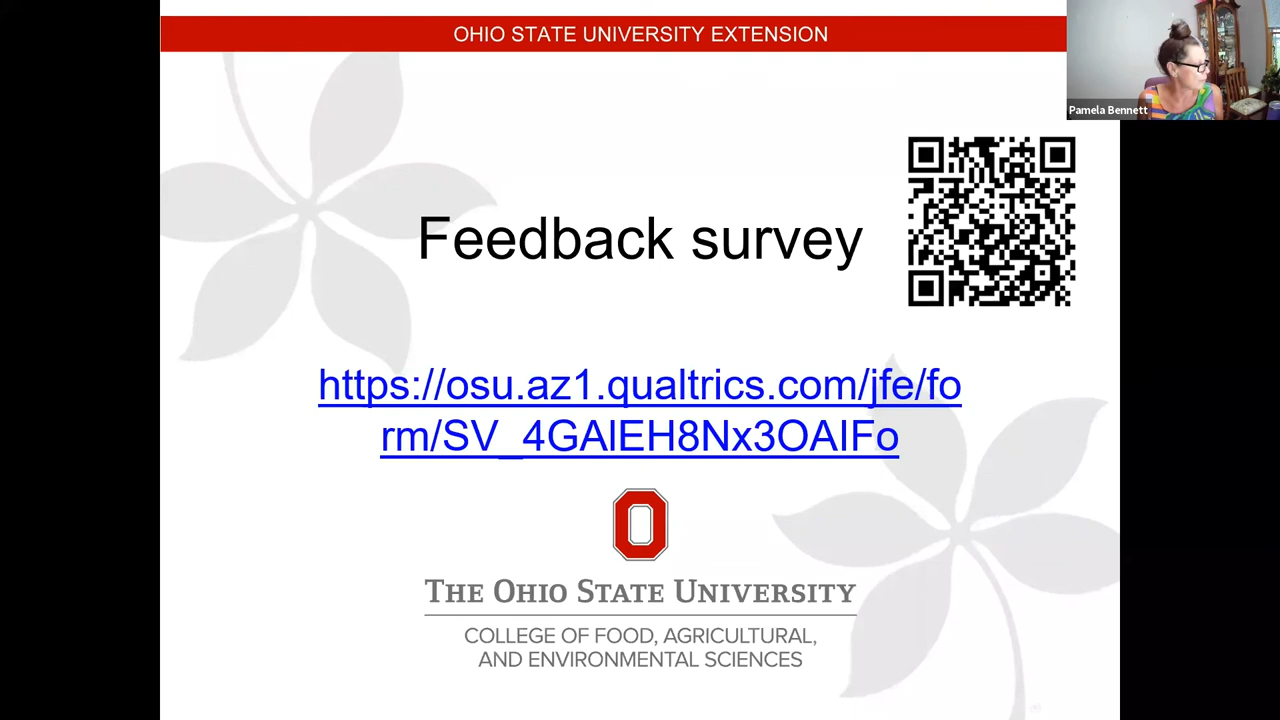 OHIO STATE UNIVERSITY EXTENSION
Pamela Bennett
Feedback survey
https://osu.az1.qualtrics.com/jfe/fo
rm/SV_4GAlEH8Nx3OAIFo
THE OHIO STATE UNIVERSITY
COLLEGE OF FOOD, AGRICULTURAL,
AND ENVIRONMENTAL SCIENCES